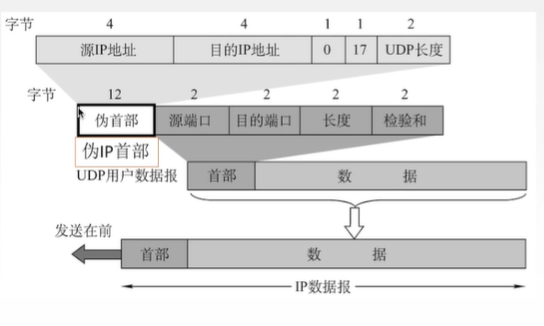 字节 4 4 1 1 2
源IP地址 目的IP地址 0 17 UDP长度
字节 12 2 2 2 2
伪首部 源端口 目的端口 长度 检验和
伪IP首部
UDP用户数据报 首部 数 据
发送在前
首部 数 据
IP数据报